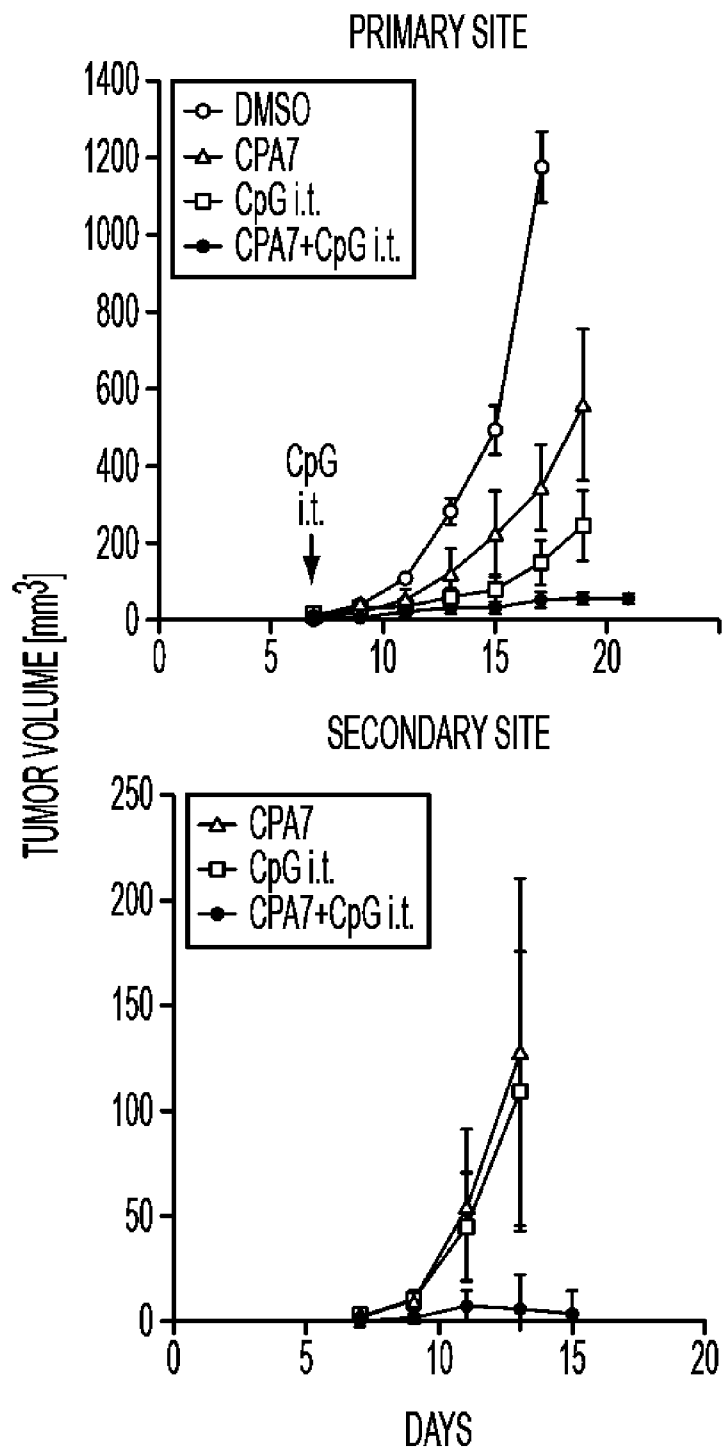 PRIMARY SITE
1400
1200
1000
800
600
400
200
0
DMSO
CPA7
CpG i.t.
CPA7+CpG i.t.
CpG
i.t.
0 5 10 15 20
TUMOR VOLUME [mm3]
SECONDARY SITE
250
200
150
100
50
0
CPA7
CpG i.t.
CPA7+CpG i.t.
0 5 10 15 20
DAYS